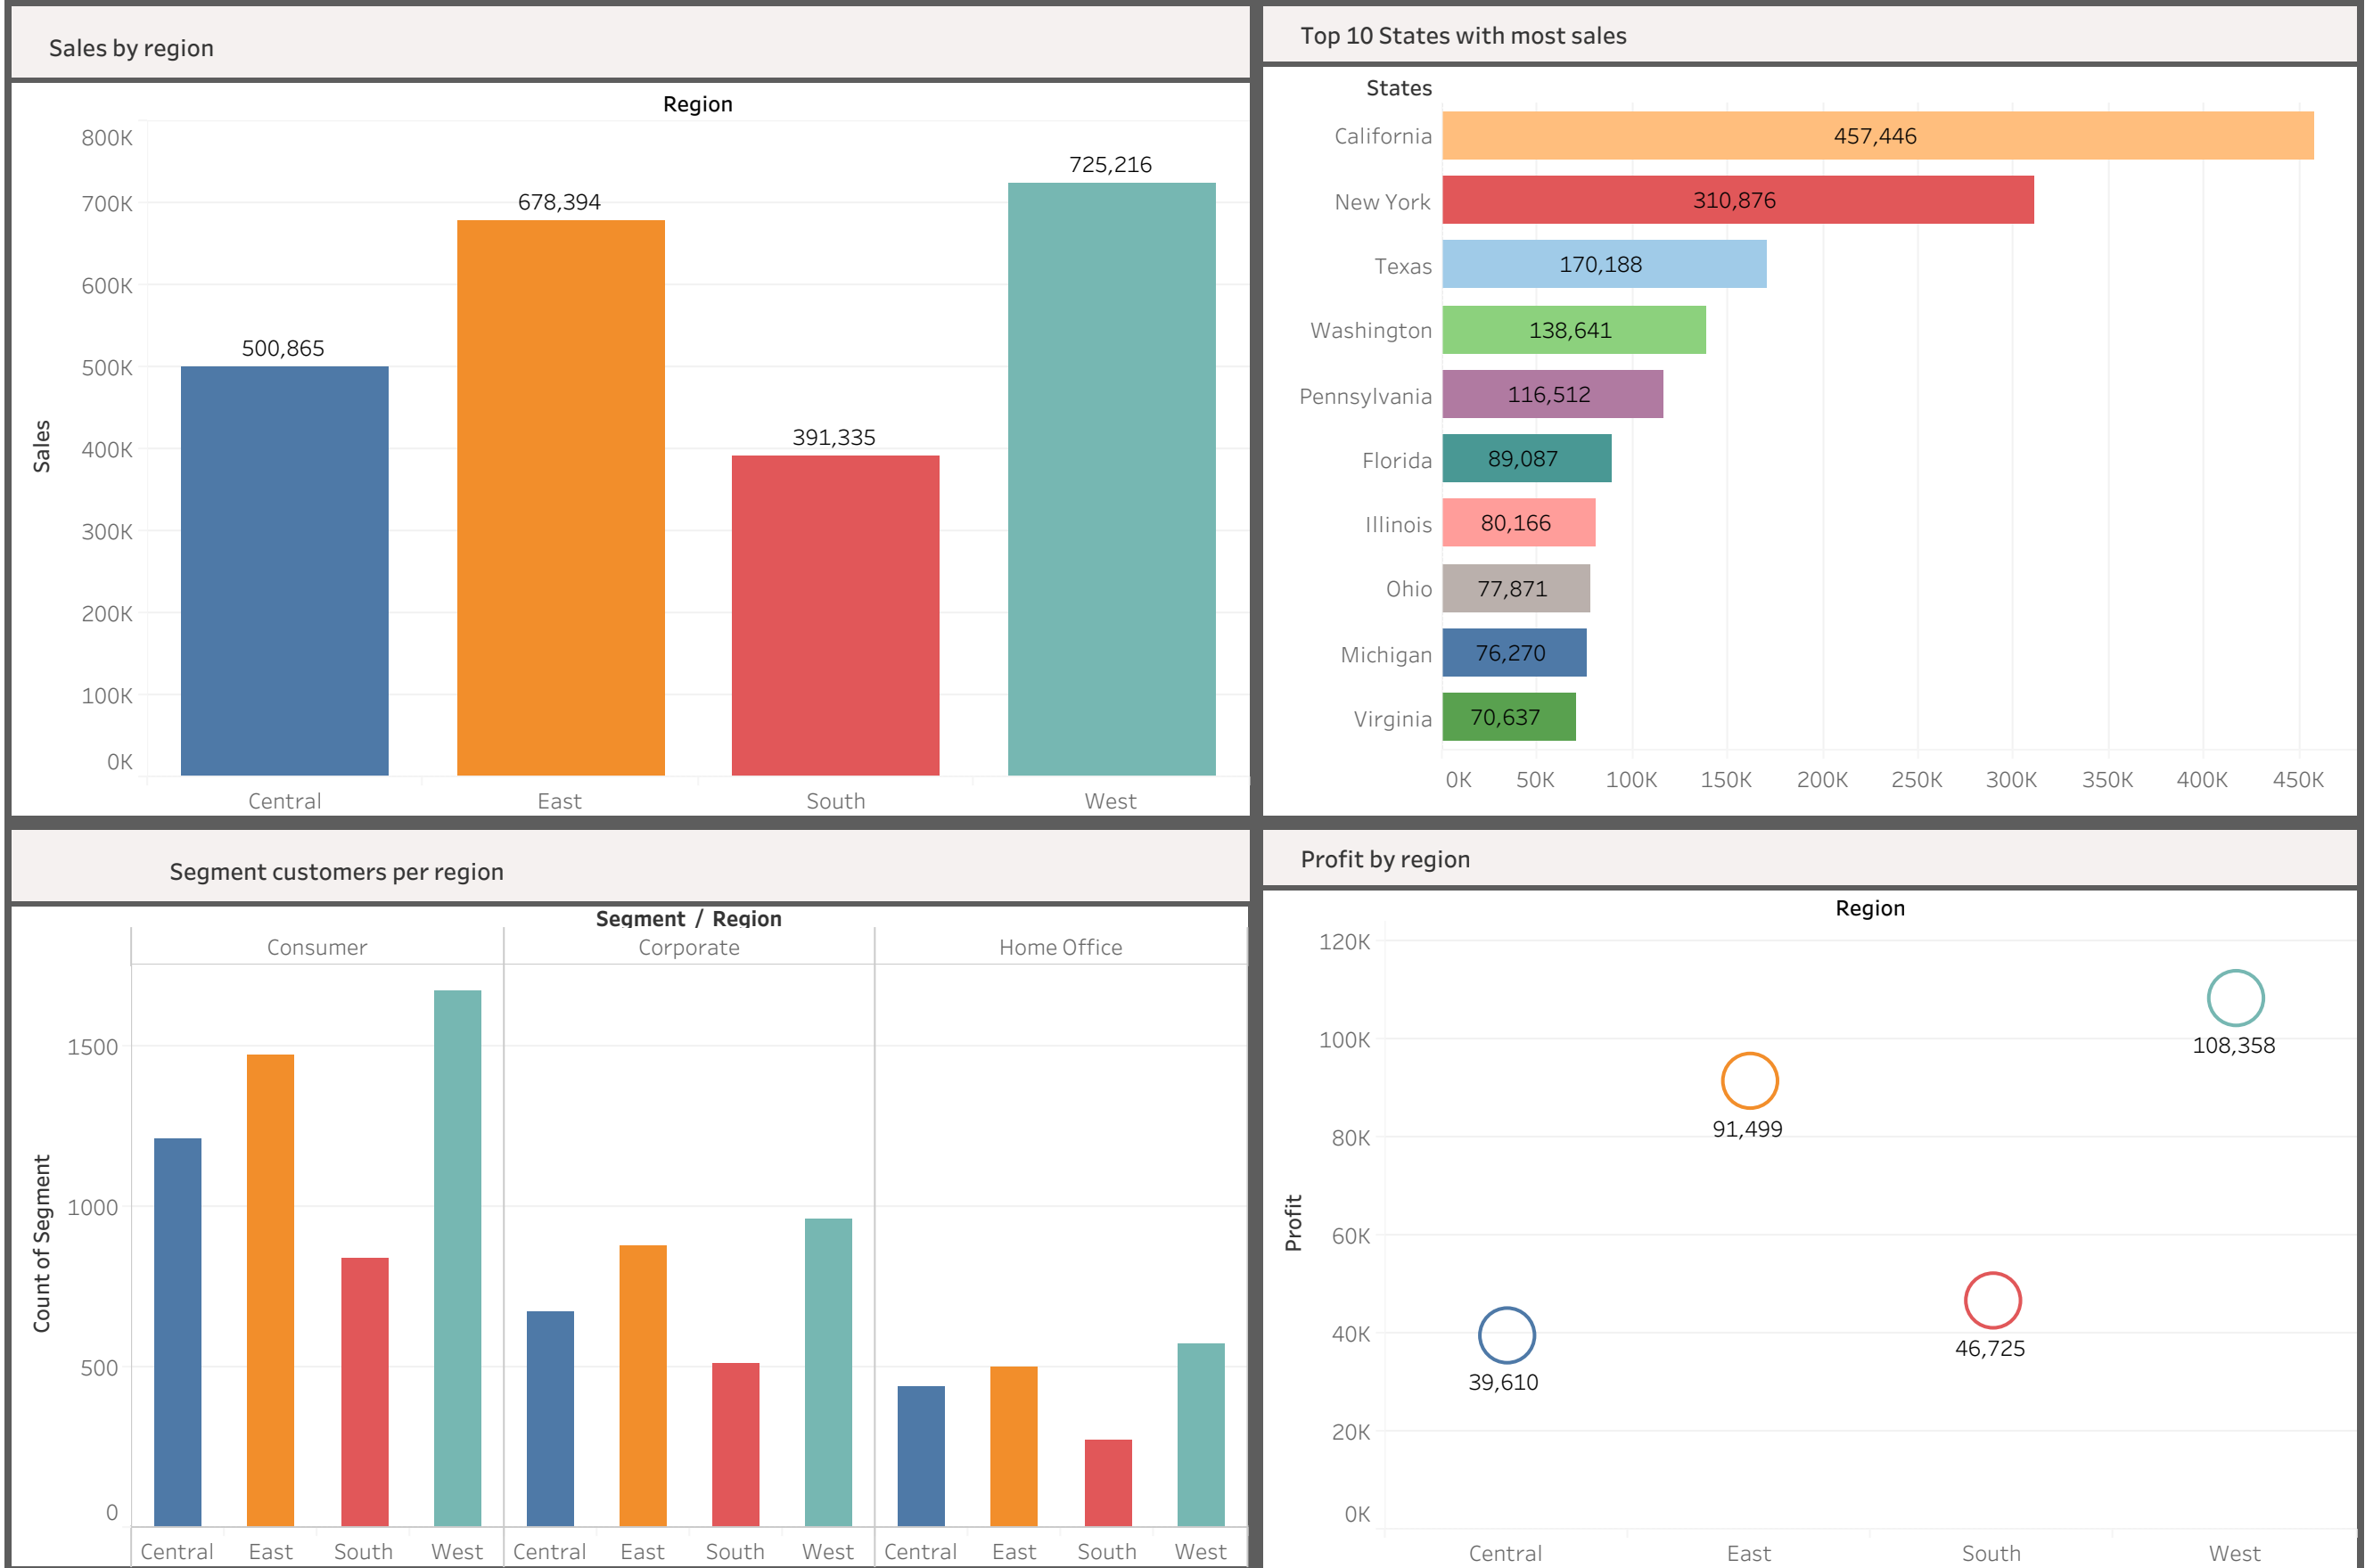 Sales by region
Region
800K
700K
600K
500K
400K
300K
200K
100K
0K
Sales
500,865
678,394
391,335
725,216
Central East South West
Top 10 States with most sales
States
California 457,446
New York 310,876
Texas 170,188
Washington 138,641
Pennsylvania 116,512
Florida 89,087
Illinois 80,166
Ohio 77,871
Michigan 76,270
Virginia 70,637
0K 50K 100K 150K 200K 250K 300K 350K 400K 450K
Segment customers per region
Segment / Region
Consumer Corporate Home Office
1500
1000
500
0
Count of Segment
Central East South West Central East South West Central East South West
Profit by region
Region
120K
100K
80K
60K
40K
20K
0K
Profit
39,610
91,499
46,725
108,358
Central East South West